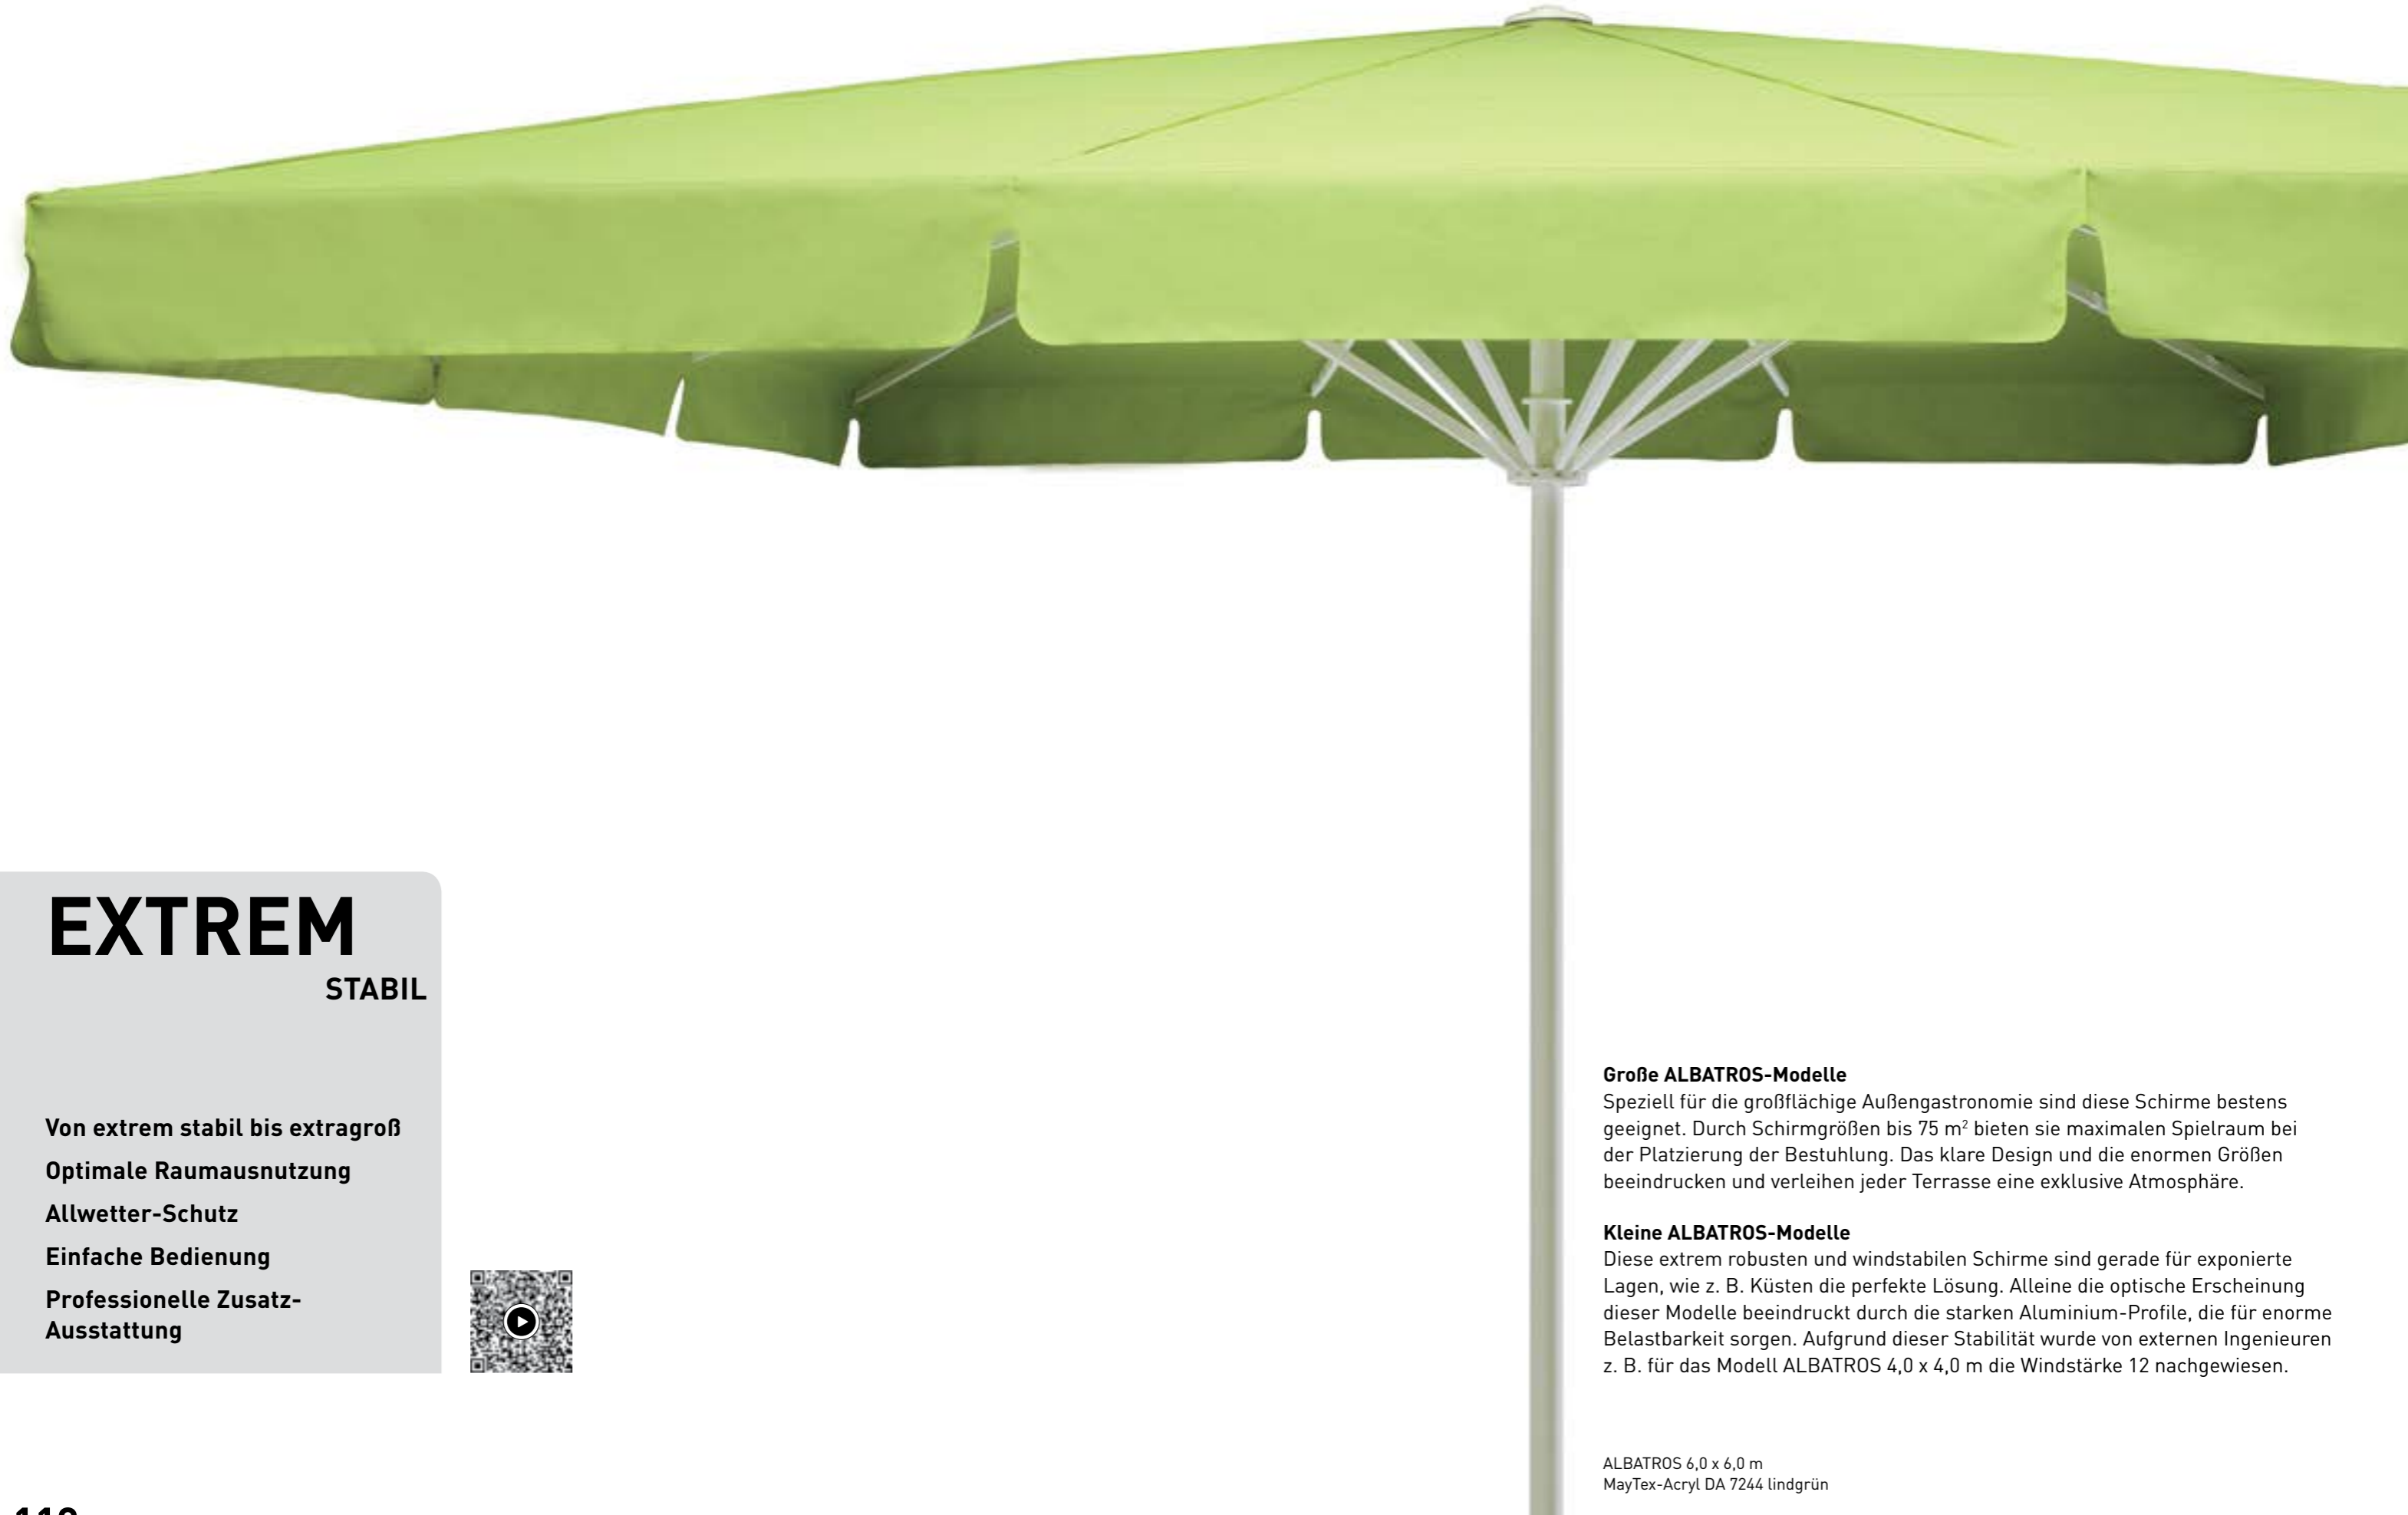 EXTREM
STABIL
Von extrem stabil bis extragroß
Optimale Raumausnutzung
Allwetter-Schutz
Einfache Bedienung
Professionelle Zusatz-
Ausstattung
Große ALBATROS-Modelle
Speziell für die großflächige Außengastronomie sind diese Schirme bestens
geeignet. Durch Schirmgrößen bis 75 m² bieten sie maximalen Spielraum bei
der Platzierung der Bestuhlung. Das klare Design und die enormen Größen
beeindrucken und verleihen jeder Terrasse eine exklusive Atmosphäre.
Kleine ALBATROS-Modelle
Diese extrem robusten und windstabilen Schirme sind gerade für exponierte
Lagen, wie z. B. Küsten die perfekte Lösung. Alleine die optische Erscheinung
dieser Modelle beeindruckt durch die starken Aluminium-Profile, die für enorme
Belastbarkeit sorgen. Aufgrund dieser Stabilität wurde von externen Ingenieuren
z. B. für das Modell ALBATROS 4,0 x 4,0 m die Windstärke 12 nachgewiesen.
ALBATROS 6,0 x 6,0 m
MayTex-Acryl DA 7244 lindgrün